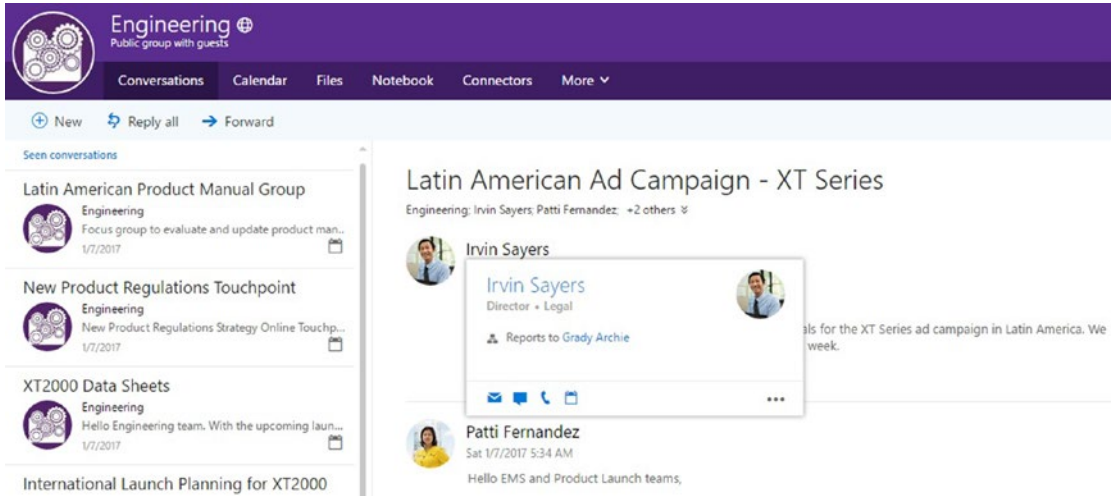 Engineering
Public group with guests
Conversations Calendar Files Notebook Connectors More
New Reply all Forward
Seen conversations
Latin American Product Manual Group
Engineering
Focus group to evaluate and update product man..
1/7/2017
New Product Regulations Touchpoint
Engineering
New Product Regulations Strategy Online Touchp...
1/7/2017
XT2000 Data Sheets
Engineering
Hello Engineering team. With the upcoming laun...
1/7/2017
International Launch Planning for XT2000
Latin American Ad Campaign - XT Series
Engineering; Irvin Sayers; Patti Fernandez; +2 others
Irvin Sayers
Irvin Sayers
Director • Legal
Reports to Grady Archie
als for the XT Series ad campaign in Latin America. We
week.
Patti Fernandez
Sat 1/7/2017 5:34 AM
Hello EMS and Product Launch teams,